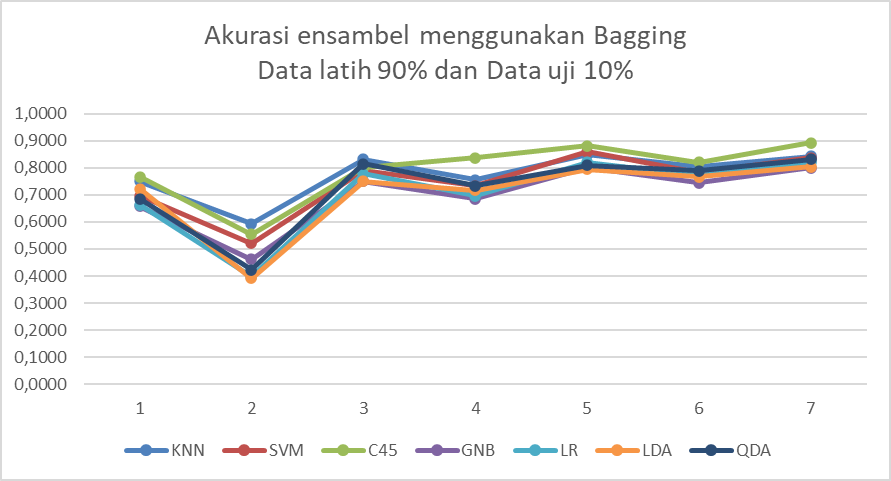 Akurasi ensambel menggunakan Bagging
Data latih 90% dan Data uji 10%
1,0000
0,9000
0,8000
0,7000
0,6000
0,5000
0,4000
0,3000
0,2000
0,1000
0,0000
1 2 3 4 5 6 7
KNN SVM C45 GNB LR LDA QDA